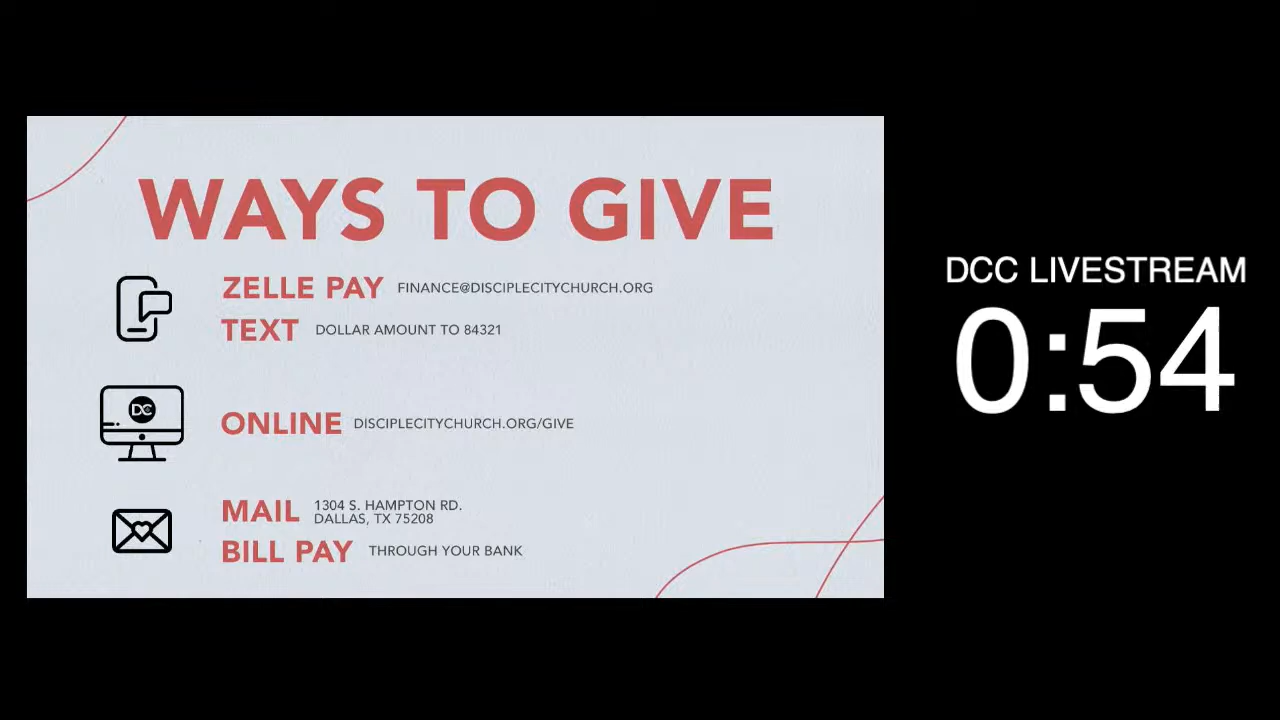 WAYS TO GIVE
ZELLE PAY FINANCE@DISCIPLECITYCHURCH.ORG
TEXT DOLLAR AMOUNT TO 84321
DC
ONLINE DISCIPLECITYCHURCH.ORG/GIVE
MAIL 1304 S. HAMPTON RD.
DALLAS, TX 75208
BILL PAY THROUGH YOUR BANK
DCC LIVESTREAM
0:54